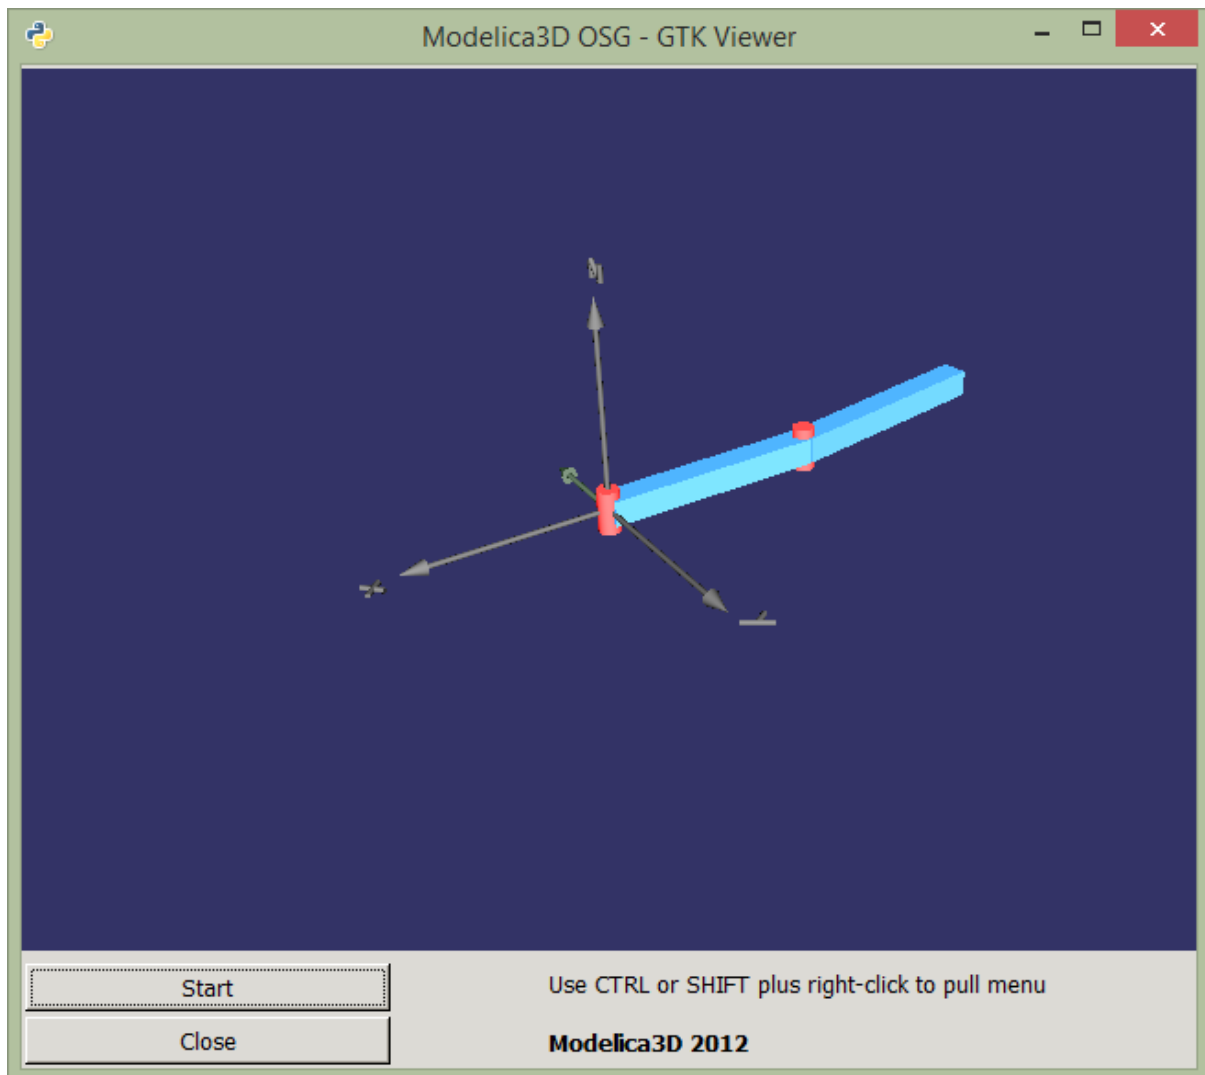 Modelica3D OSG - GTK Viewer
Start
Use CTRL or SHIFT plus right-click to pull menu
Close
Modelica3D 2012